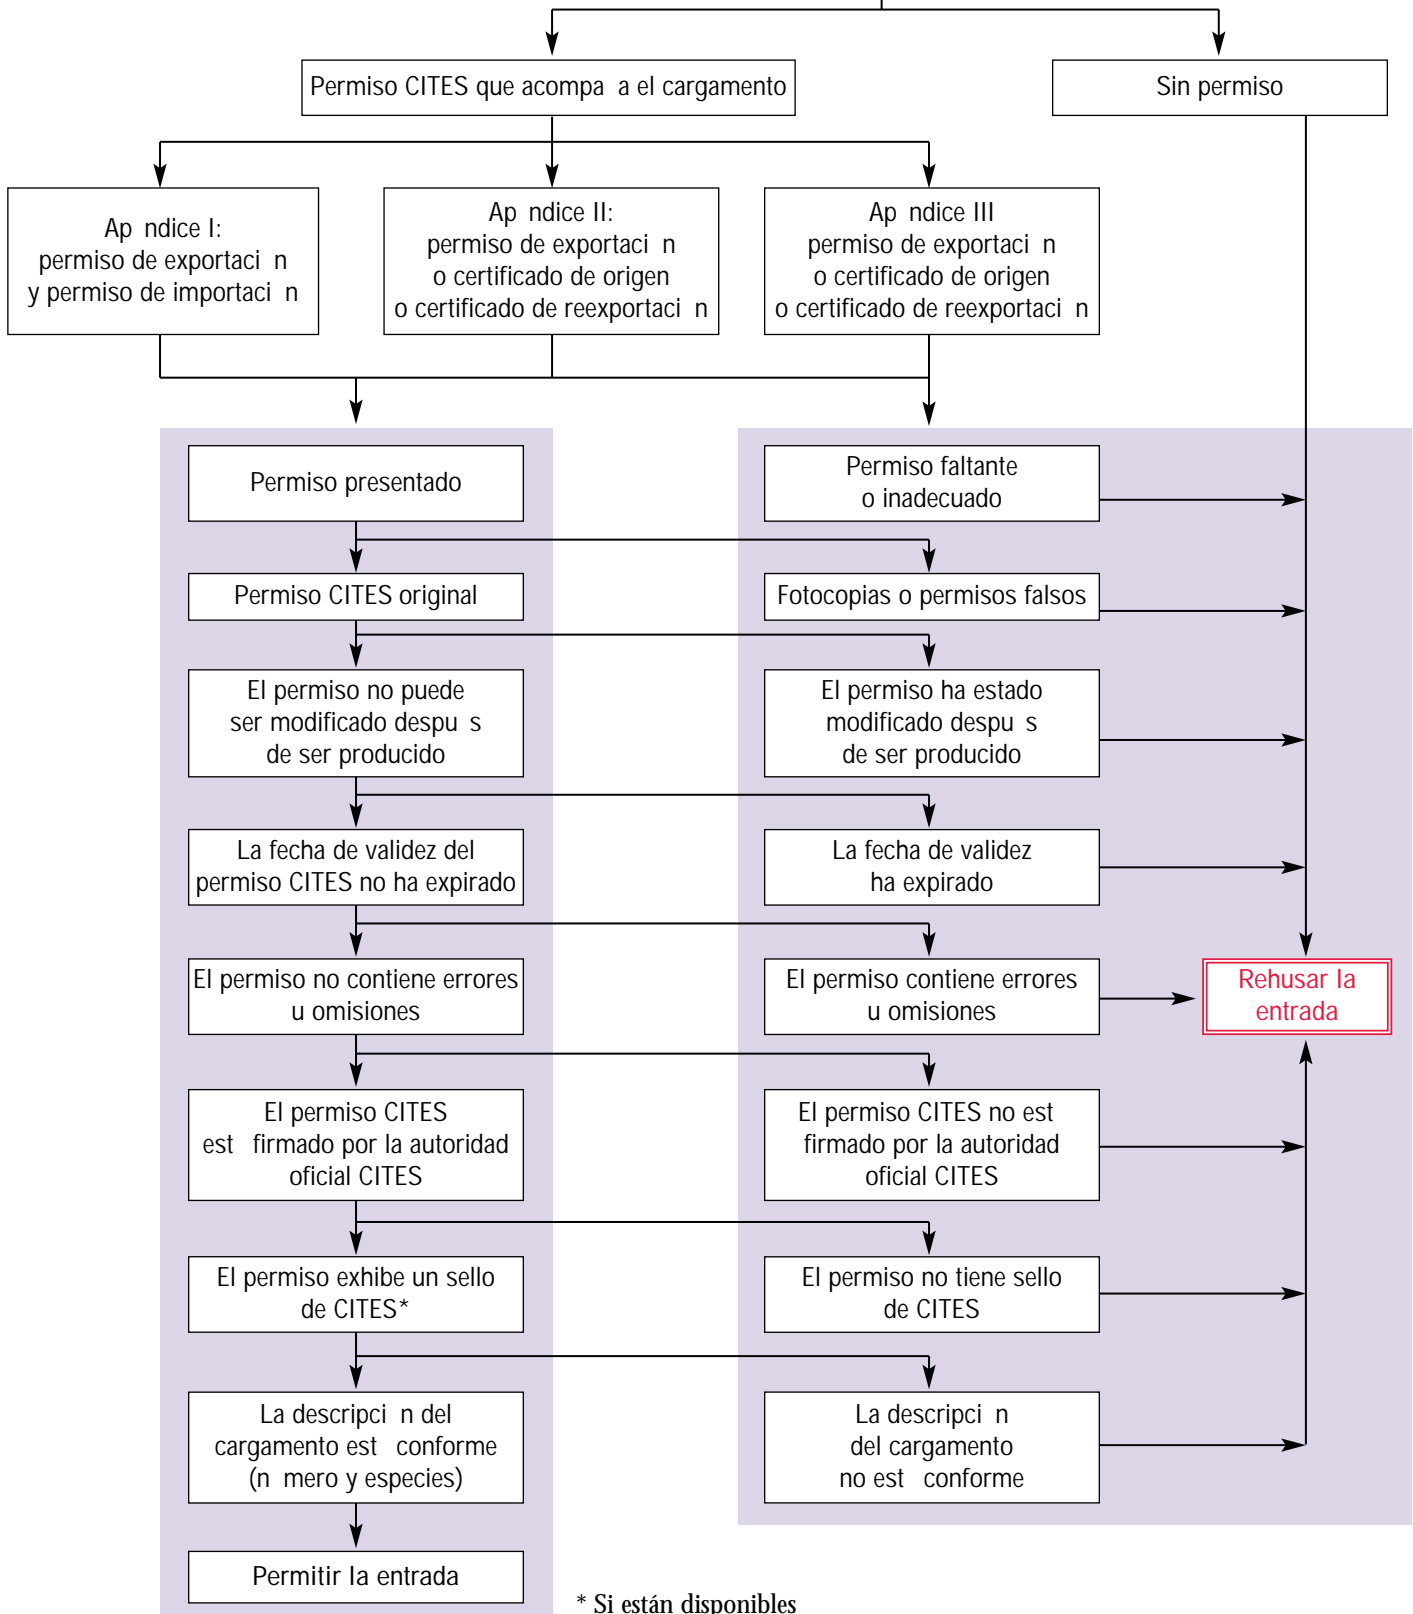 Permiso CITES que acompa a el cargamento
Sin permiso
Ap ndice I:
permiso de exportaci n
y permiso de importaci n
Ap ndice II:
permiso de exportaci n
o certificado de origen
o certificado de reexportaci n
Ap ndice III
permiso de exportaci n
o certificado de origen
o certificado de reexportaci n
Permiso presentado
Permiso faltante
o inadecuado
Permiso CITES original
Fotocopias o permisos falsos
El permiso no puede
ser modificado despu s
de ser producido
El permiso ha estado
modificado despu s
de ser producido
La fecha de validez del
permiso CITES no ha expirado
La fecha de validez
ha expirado
El permiso no contiene errores
u omisiones
El permiso contiene errores
u omisiones
Rehusar la
entrada
El permiso CITES
est firmado por la autoridad
oficial CITES
El permiso CITES no est
firmado por la autoridad
oficial CITES
El permiso exhibe un sello
de CITES*
El permiso no tiene sello
de CITES
La descripci n del
cargamento est conforme
(n mero y especies)
La descripci n
del cargamento
no est conforme
Permitir la entrada
* Si están disponibles